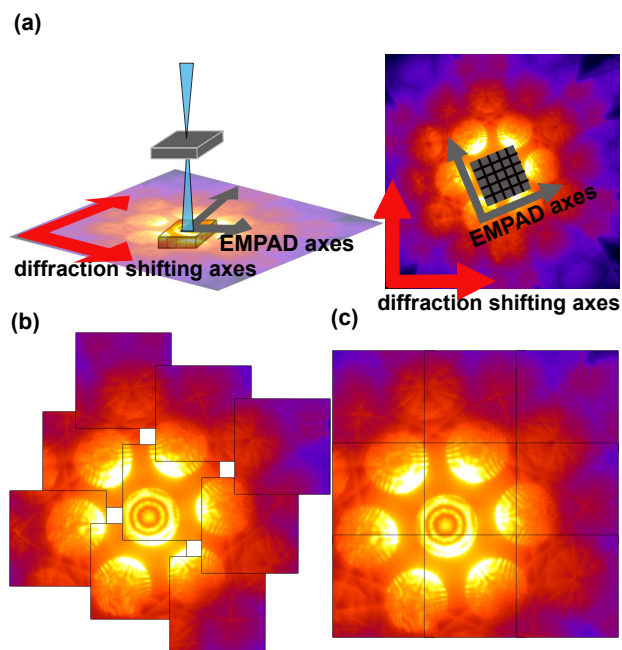 (a)
EMPAD axes
diffraction shifting axes
EMPAD axes
diffraction shifting axes
(b)
(c)